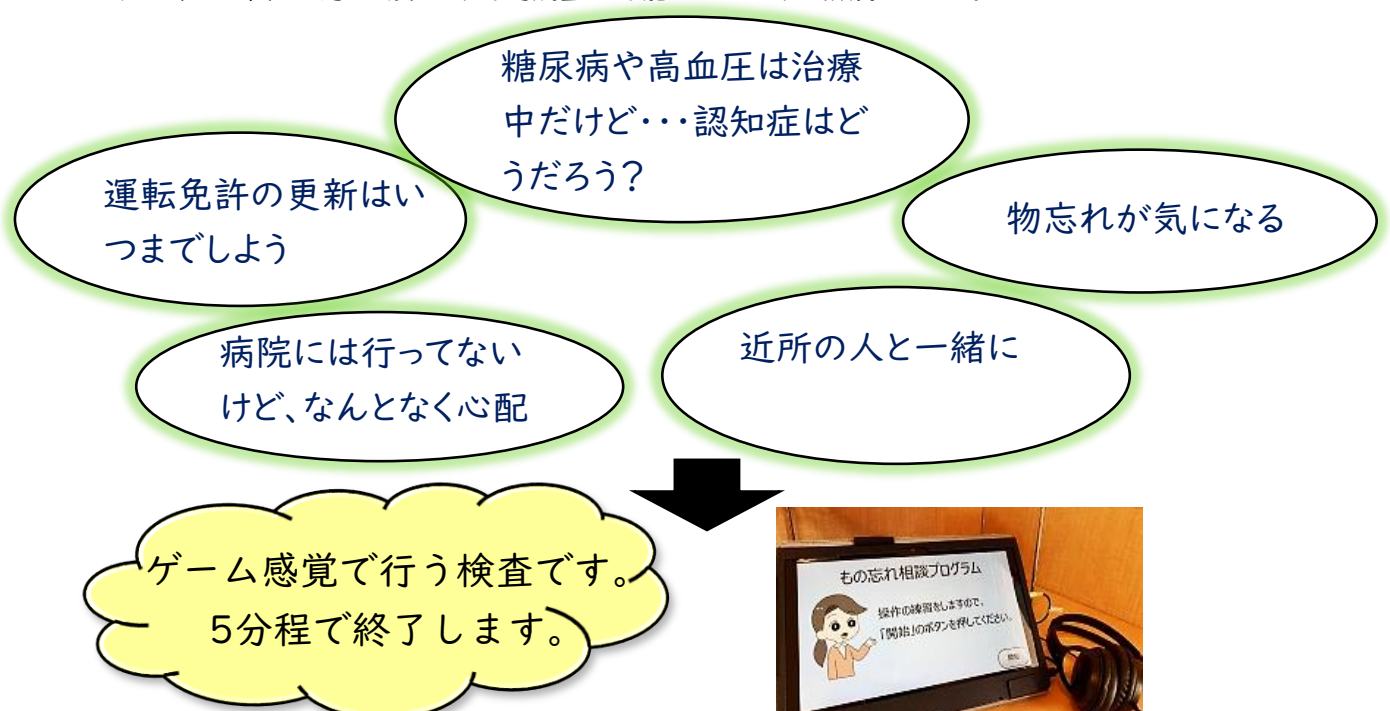 糖尿病や高血圧は治療
中だけど・・・認知症はど
うだろう?
運転免許の更新はい
つまでしよう
物忘れが気になる
病院には行ってない
けど、なんとなく心配
近所の人と一緒に
ゲーム感覚で行う検査です。
5分程で終了します。
もの忘れ相談プログラム
操作の練習をしますので、
「開始」のボタンを押してください。
開始